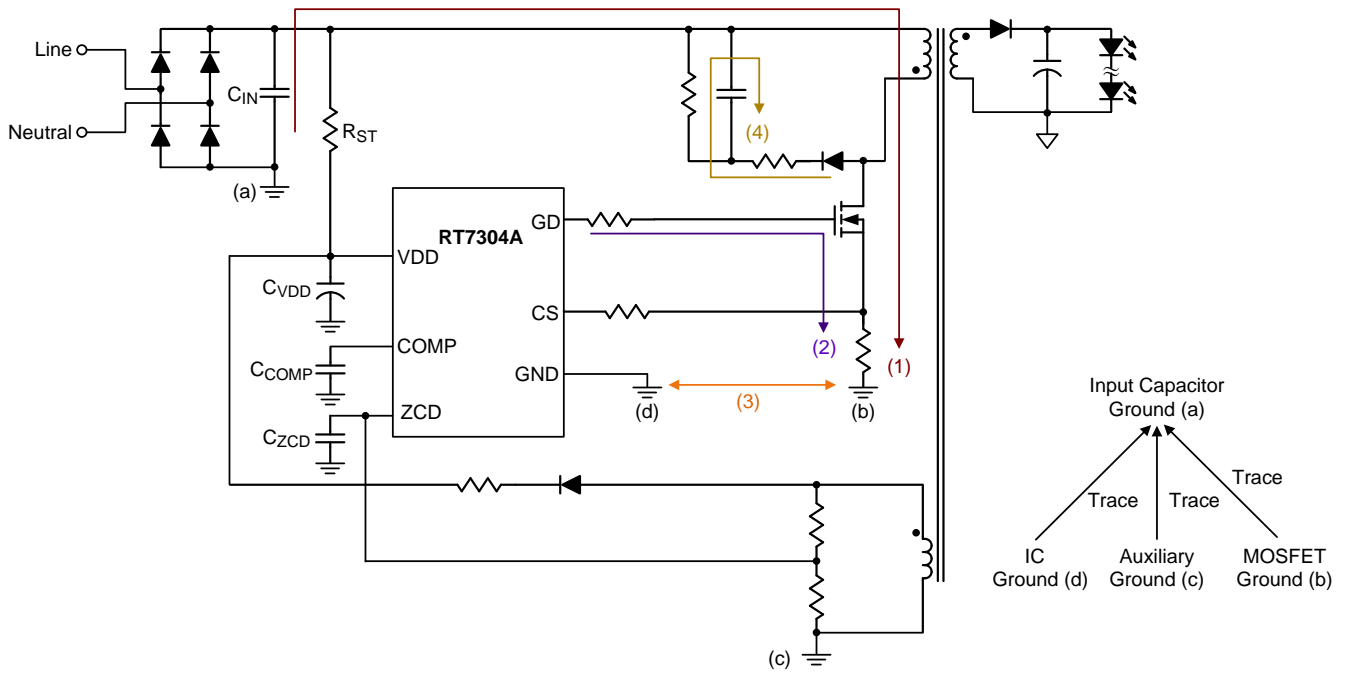 Line
Neutral
CIN
RST
(a)
(4)
RT7304A
GD
VDD
CVDD
CS
COMP
CCOMP
GND
ZCD
CZCD
(2)
(1)
(3)
(d)
(b)
(c)
Input Capacitor
Ground (a)
Trace
Trace
Trace
IC
Ground (d)
Auxiliary
Ground (c)
MOSFET
Ground (b)